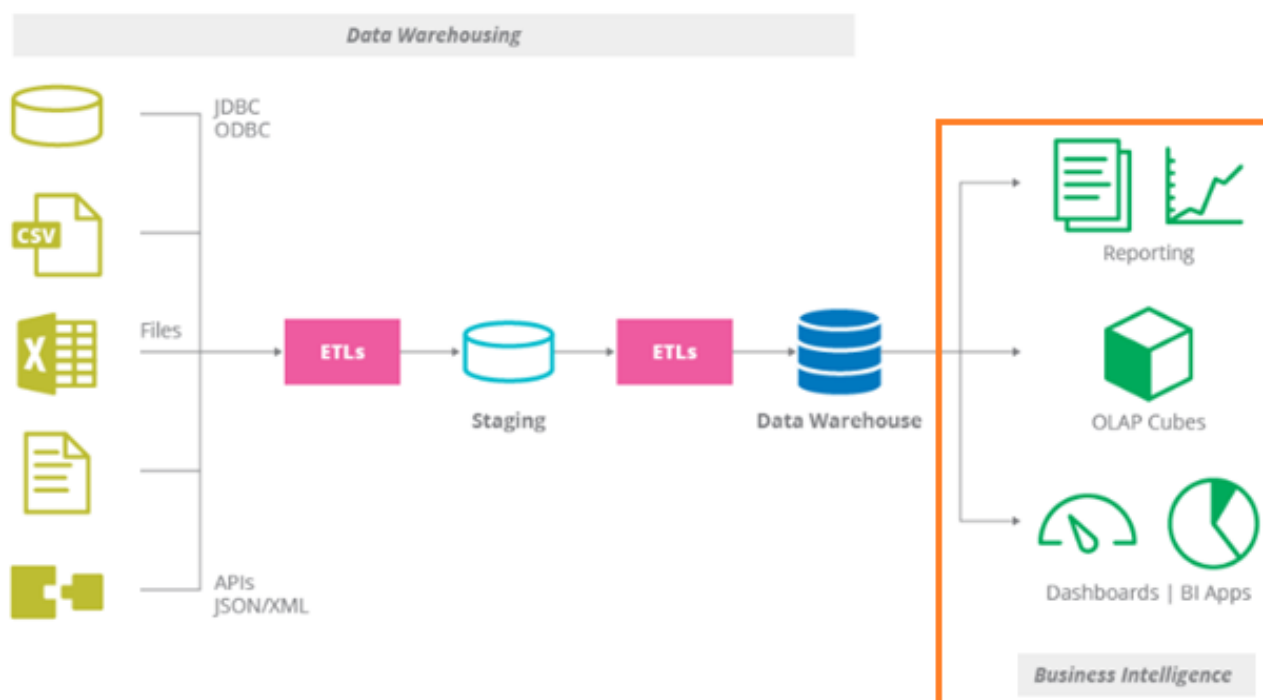 Data Warehousing
JDBC
ODBC
CSV
X
Files
ETLs
Staging
ETLs
Data Warehouse
APIs
JSON/XML
Reporting
OLAP Cubes
Dashboards | BI Apps
Business Intelligence